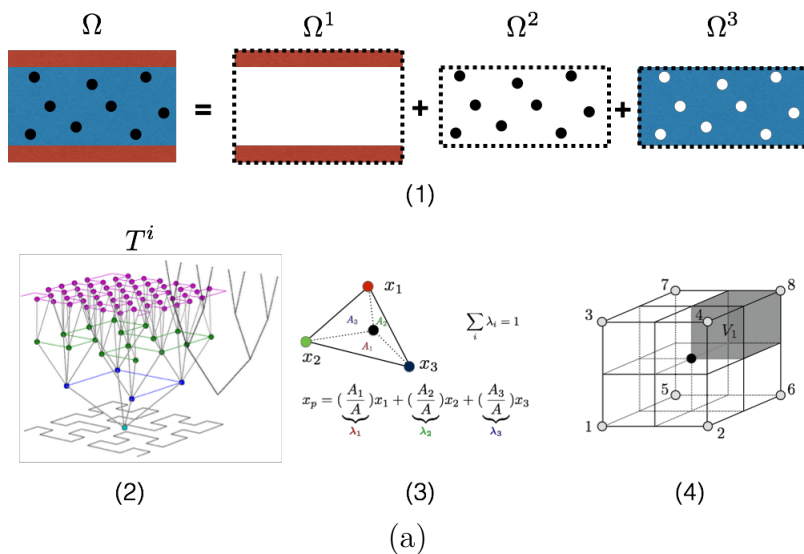 Ω Ω¹ Ω² Ω³
= + +
(1)
Tⁱ
x₁
A₃ A₂
A₁
x₂ x₃
∑ᵢ λᵢ = 1
xₚ = (A₁/A)x₁ + (A₂/A)x₂ + (A₃/A)x₃
λ₁ λ₂ λ₃
7 8
3 4 V₁
5 6
1 2
(2) (3) (4)
(a)